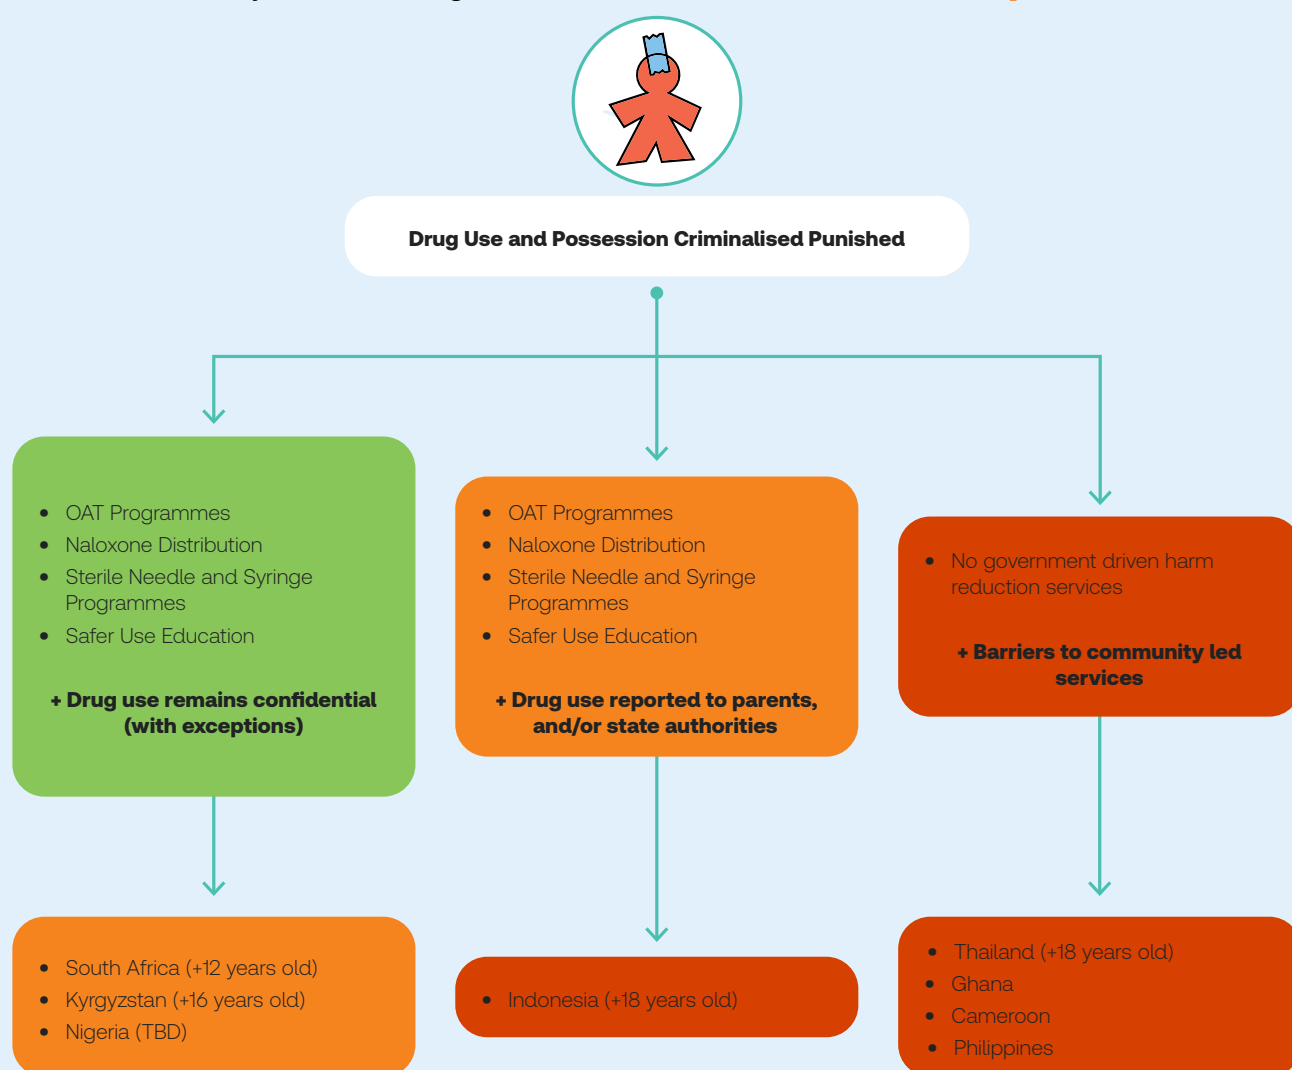 Drug Use and Possession Criminalised Punished
• OAT Programmes
• Naloxone Distribution
• Sterile Needle and Syringe
Programmes
• Safer Use Education
+ Drug use remains confidential
(with exceptions)
• OAT Programmes
• Naloxone Distribution
• Sterile Needle and Syringe
Programmes
• Safer Use Education
+ Drug use reported to parents,
and/or state authorities
• No government driven harm
reduction services
+ Barriers to community led
services
• South Africa (+12 years old)
• Kyrgyzstan (+16 years old)
• Nigeria (TBD)
• Indonesia (+18 years old)
• Thailand (+18 years old)
• Ghana
• Cameroon
• Philippines